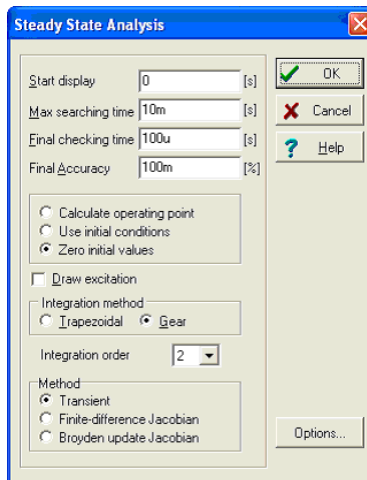 Steady State Analysis
Start display 0 [s]
Max searching time 10m [s]
Final checking time 100u [s]
Final Accuracy 100m [%]
Calculate operating point
Use initial conditions
Zero initial values
Draw excitation
Integration method
Trapezoidal Gear
Integration order 2
Method
Transient
Finite-difference Jacobian
Broyden update Jacobian
OK
Cancel
? Help
Options...